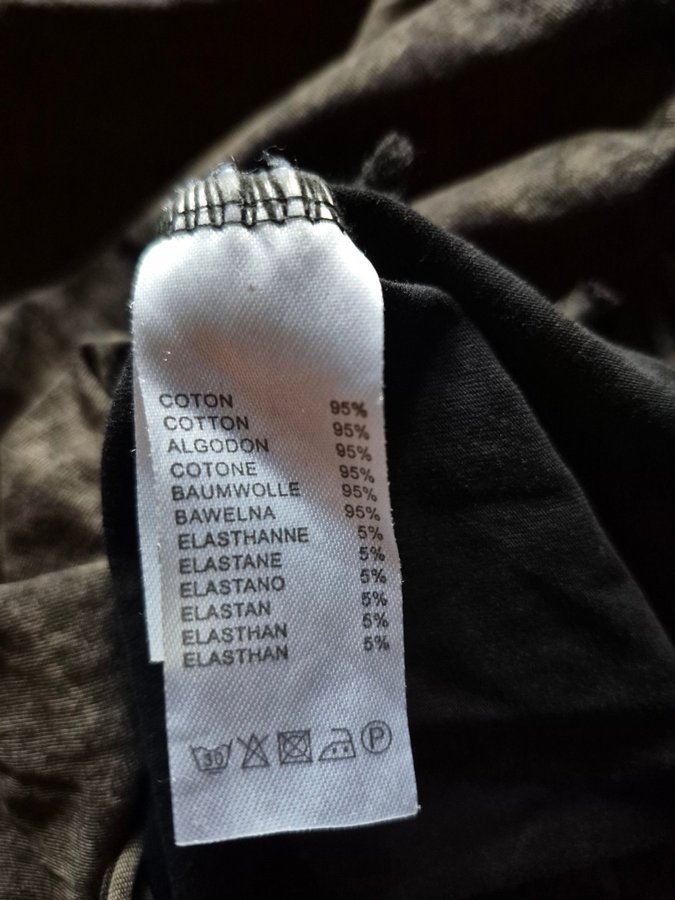 COTON 95%
COTTON 95%
ALGODON 95%
COTONE 95%
BAUMWOLLE 95%
BAWELNA 95%
ELASTHANNE 5%
ELASTANE 5%
ELASTANO 5%
ELASTAN 5%
ELASTHAN 5%
ELASTHAN 5%
30 P